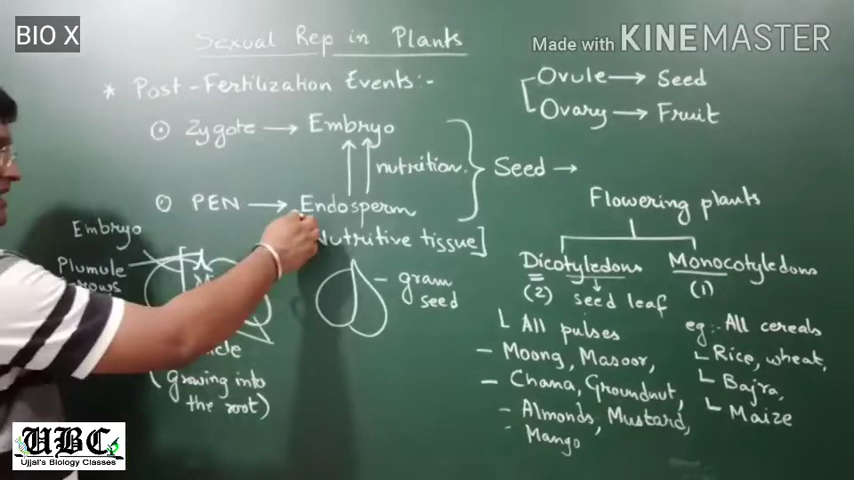 BIO X
Made with KINEMASTER
Sexual Rep in Plants
* Post-Fertilization Events:-
Zygote → Embryo
nutrition.
PEN → Endosperm
Nutritive tissue]
Seed →
Embryo
Plumule
gram
seed
(growing into
the root)
Ovule → Seed
Ovary → Fruit
Flowering plants
Dicotyledons
(2) seed leaf
All pulses
- Moong, Masoor,
- Chana, Groundnut,
- Almonds, Mustard,
- Mango
Monocotyledons
(1)
eg:- All cereals
Rice, wheat,
Bajra,
Maize
UBC
Ujjal's Biology Classes